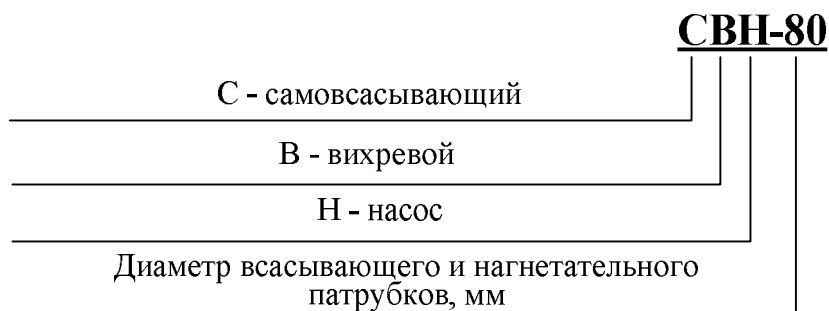 СВН-80
С - самовсасывающий
В - вихревой
Н - насос
Диаметр всасывающего и нагнетательного
патрубков, мм